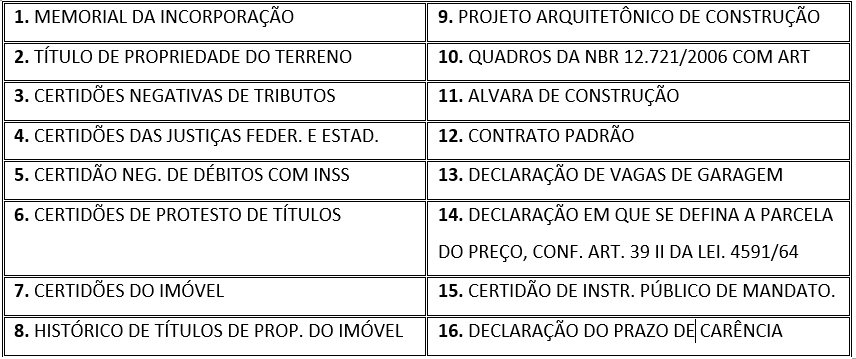 1. MEMORIAL DA INCORPORAÇÃO
2. TÍTULO DE PROPRIEDADE DO TERRENO
3. CERTIDÕES NEGATIVAS DE TRIBUTOS
4. CERTIDÕES DAS JUSTIÇAS FEDER. E ESTAD.
5. CERTIDÃO NEG. DE DÉBITOS COM INSS
6. CERTIDÕES DE PROTESTO DE TÍTULOS
7. CERTIDÕES DO IMÓVEL
8. HISTÓRICO DE TÍTULOS DE PROP. DO IMÓVEL
9. PROJETO ARQUITETÔNICO DE CONSTRUÇÃO
10. QUADROS DA NBR 12.721/2006 COM ART
11. ALVARA DE CONSTRUÇÃO
12. CONTRATO PADRÃO
13. DECLARAÇÃO DE VAGAS DE GARAGEM
14. DECLARAÇÃO EM QUE SE DEFINA A PARCELA
DO PREÇO, CONF. ART. 39 II DA LEI. 4591/64
15. CERTIDÃO DE INSTR. PÚBLICO DE MANDATO.
16. DECLARAÇÃO DO PRAZO DE CARÊNCIA